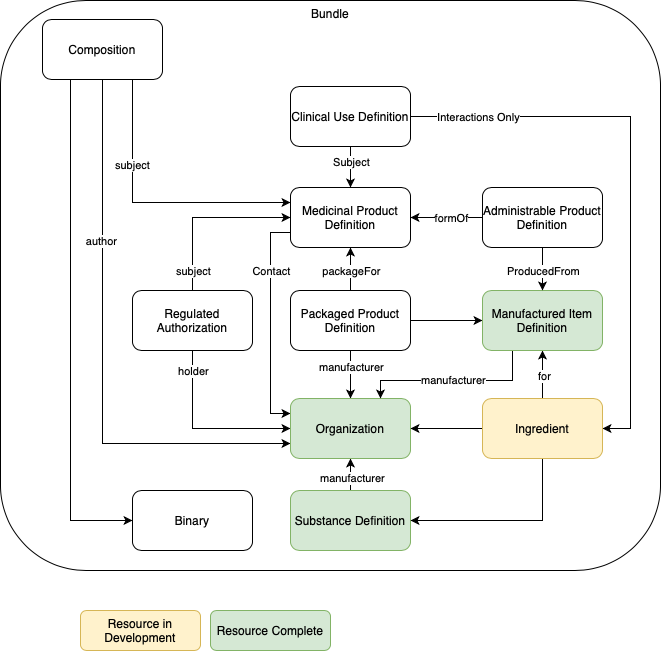 Bundle
Composition
Clinical Use Definition
Interactions Only
subject
Subject
Medicinal Product
Definition
formOf
Administrable Product
Definition
author
subject
Contact
packageFor
ProducedFrom
Regulated
Authorization
Packaged Product
Definition
Manufactured Item
Definition
holder
manufacturer
manufacturer
for
Organization
Ingredient
manufacturer
Binary
Substance Definition
Resource in
Development
Resource Complete